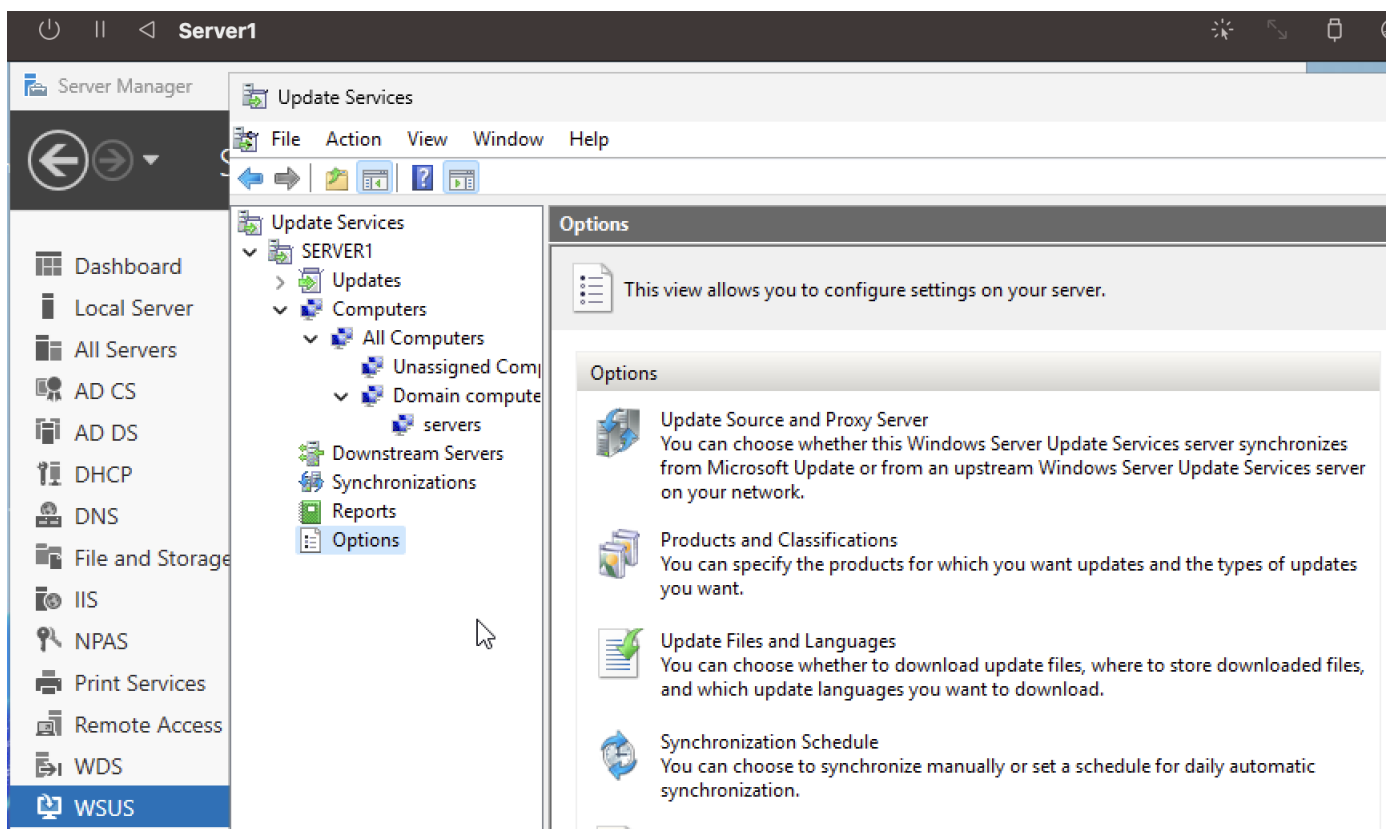 Server1
Server Manager
Update Services
File Action View Window Help
Update Services
SERVER1
Updates
Computers
All Computers
Unassigned Comp
Domain compute
servers
Downstream Servers
Synchronizations
Reports
Options
Dashboard
Local Server
All Servers
AD CS
AD DS
DHCP
DNS
File and Storage
IIS
NPAS
Print Services
Remote Access
WDS
WSUS
Options
This view allows you to configure settings on your server.
Options
Update Source and Proxy Server
You can choose whether this Windows Server Update Services server synchronizes
from Microsoft Update or from an upstream Windows Server Update Services server
on your network.
Products and Classifications
You can specify the products for which you want updates and the types of updates
you want.
Update Files and Languages
You can choose whether to download update files, where to store downloaded files,
and which update languages you want to download.
Synchronization Schedule
You can choose to synchronize manually or set a schedule for daily automatic
synchronization.